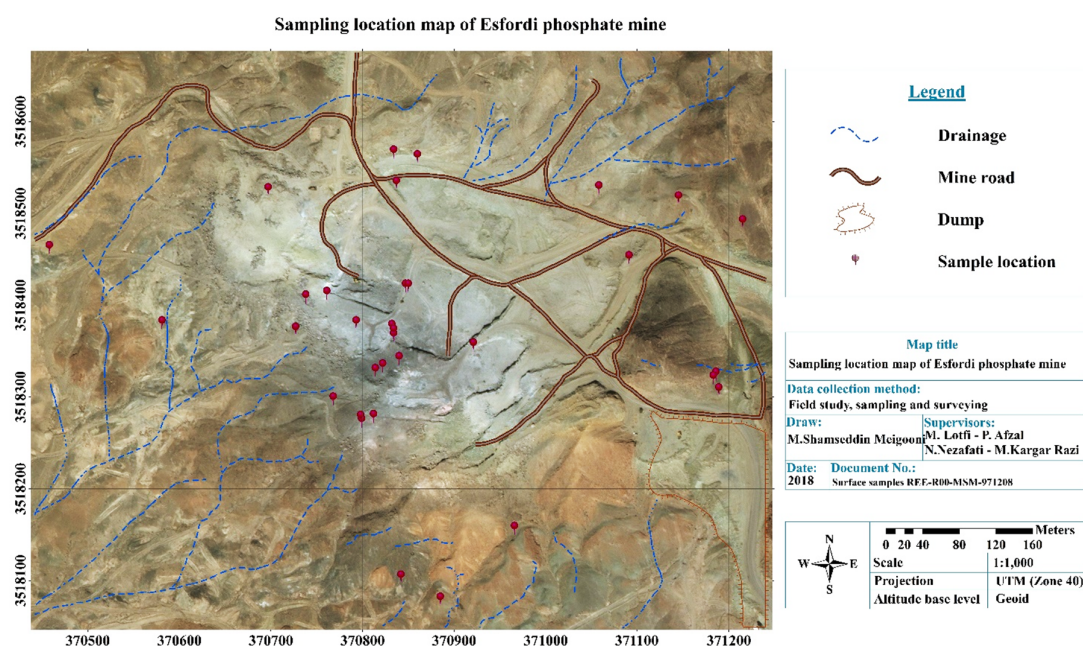 Sampling location map of Esfordi phosphate mine
3518600
3518500
3518400
3518300
3518200
3518100
370500 370600 370700 370800 370900 371000 371100 371200
Legend
Drainage
Mine road
Dump
Sample location
Map title
Sampling location map of Esfordi phosphate mine
Data collection method:
Field study, sampling and surveying
Draw:
M.Shamseddin Meigooni
Supervisors:
M. Lotfi - P. Afzal
N.Nezafati - M.Kargar Razi
Date:
2018
Document No.:
Surface samples REE-R00-MSM-971208
N
W E
S
Meters
0 20 40 80 120 160
Scale 1:1,000
Projection UTM (Zone 40)
Altitude base level Geoid